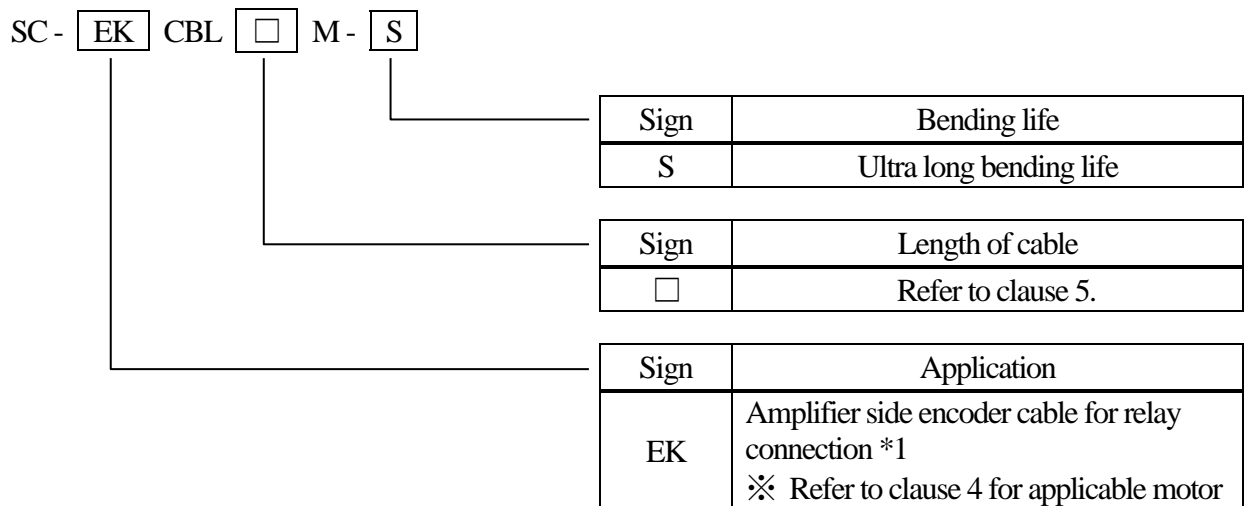 SC - EK CBL □ M - S
Sign Bending life
S Ultra long bending life
Sign Length of cable
□ Refer to clause 5.
Sign Application
EK Amplifier side encoder cable for relay
connection *1
※ Refer to clause 4 for applicable motor